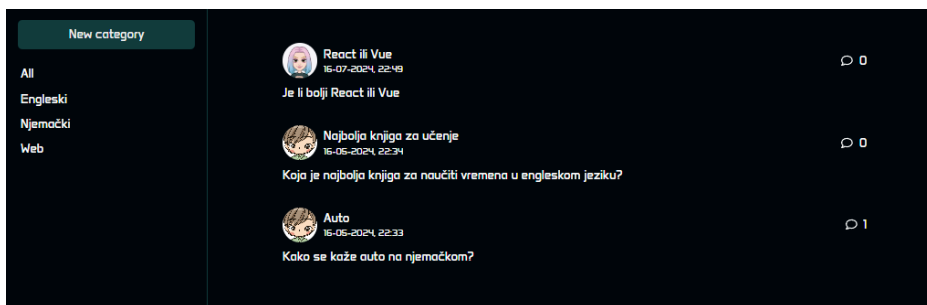 New category
All
Engleski
Njemački
Web
React ili Vue
16-07-2024, 22:49
0
Je li bolji React ili Vue
Najbolja knjiga za učenje
16-05-2024, 22:34
0
Koja je najbolja knjiga za naučiti vremena u engleskom jeziku?
Auto
16-05-2024, 22:33
1
Kako se kaže auto na njemačkom?